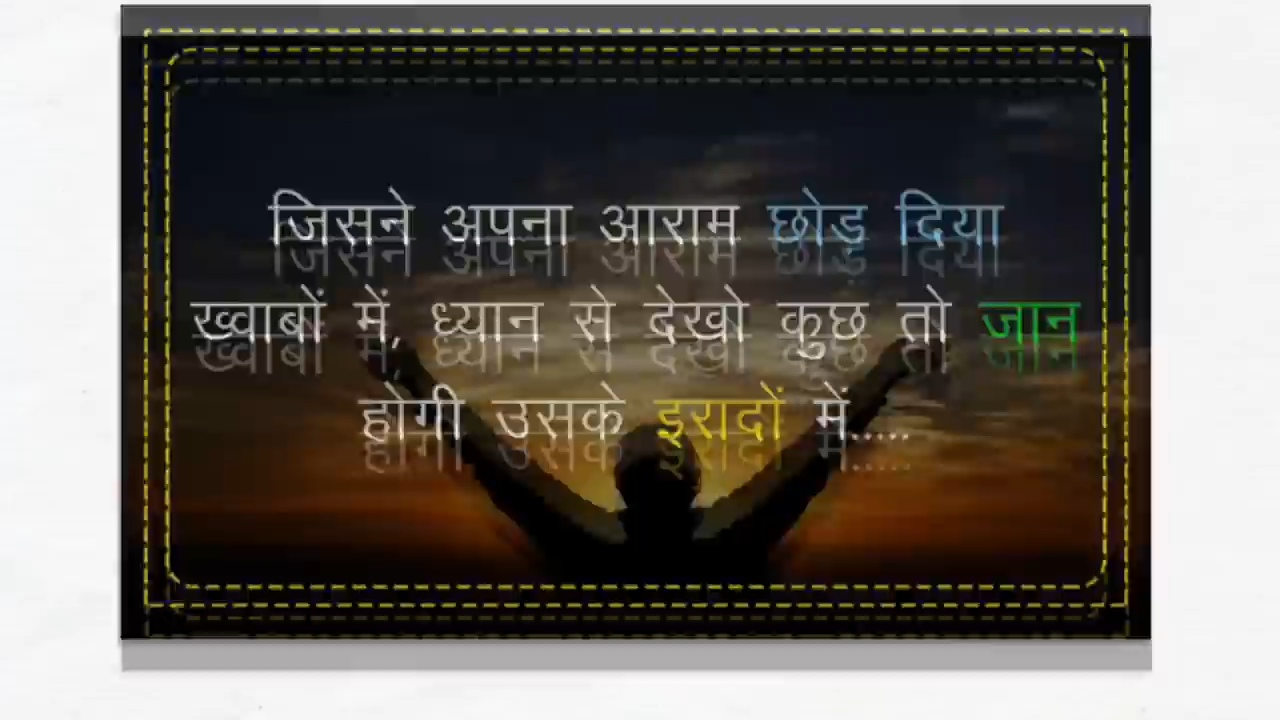 जिसने अपना आराम छोड़ दिया
ख्वाबों में, ध्यान से देखो कुछ तो जान
होगी उसके इरादों में.....